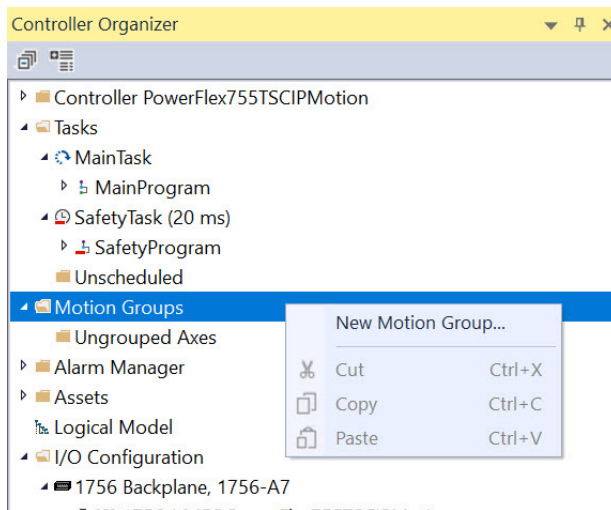 Controller Organizer
Controller PowerFlex755TSCIPMotion
Tasks
MainTask
MainProgram
SafetyTask (20 ms)
SafetyProgram
Unscheduled
Motion Groups
Ungrouped Axes
Alarm Manager
Assets
Logical Model
I/O Configuration
1756 Backplane, 1756-A7
New Motion Group...
Cut Ctrl+X
Copy Ctrl+C
Paste Ctrl+V